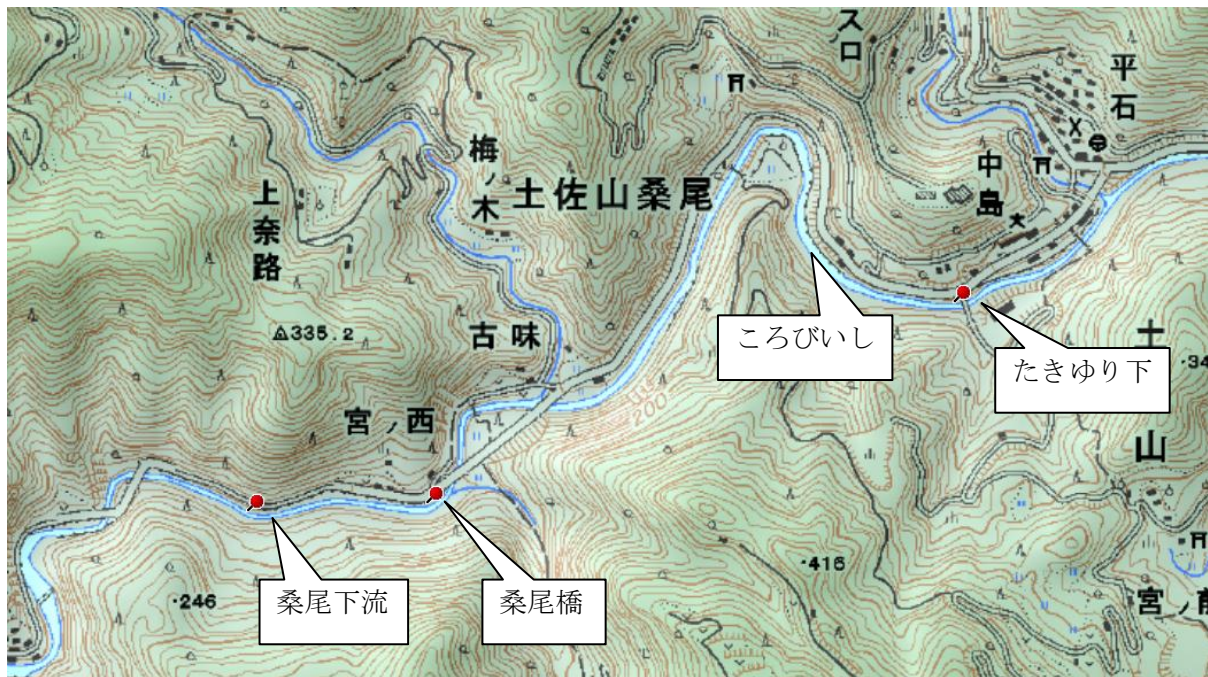 スロ
平石
中島
梅ノ木
土佐山桑尾
上奈路
335.2
古味
宮ノ西
200
ころびいし
たきゆり下
土
山
・34
桑尾下流
桑尾橋
・246
・416
宮ノ前